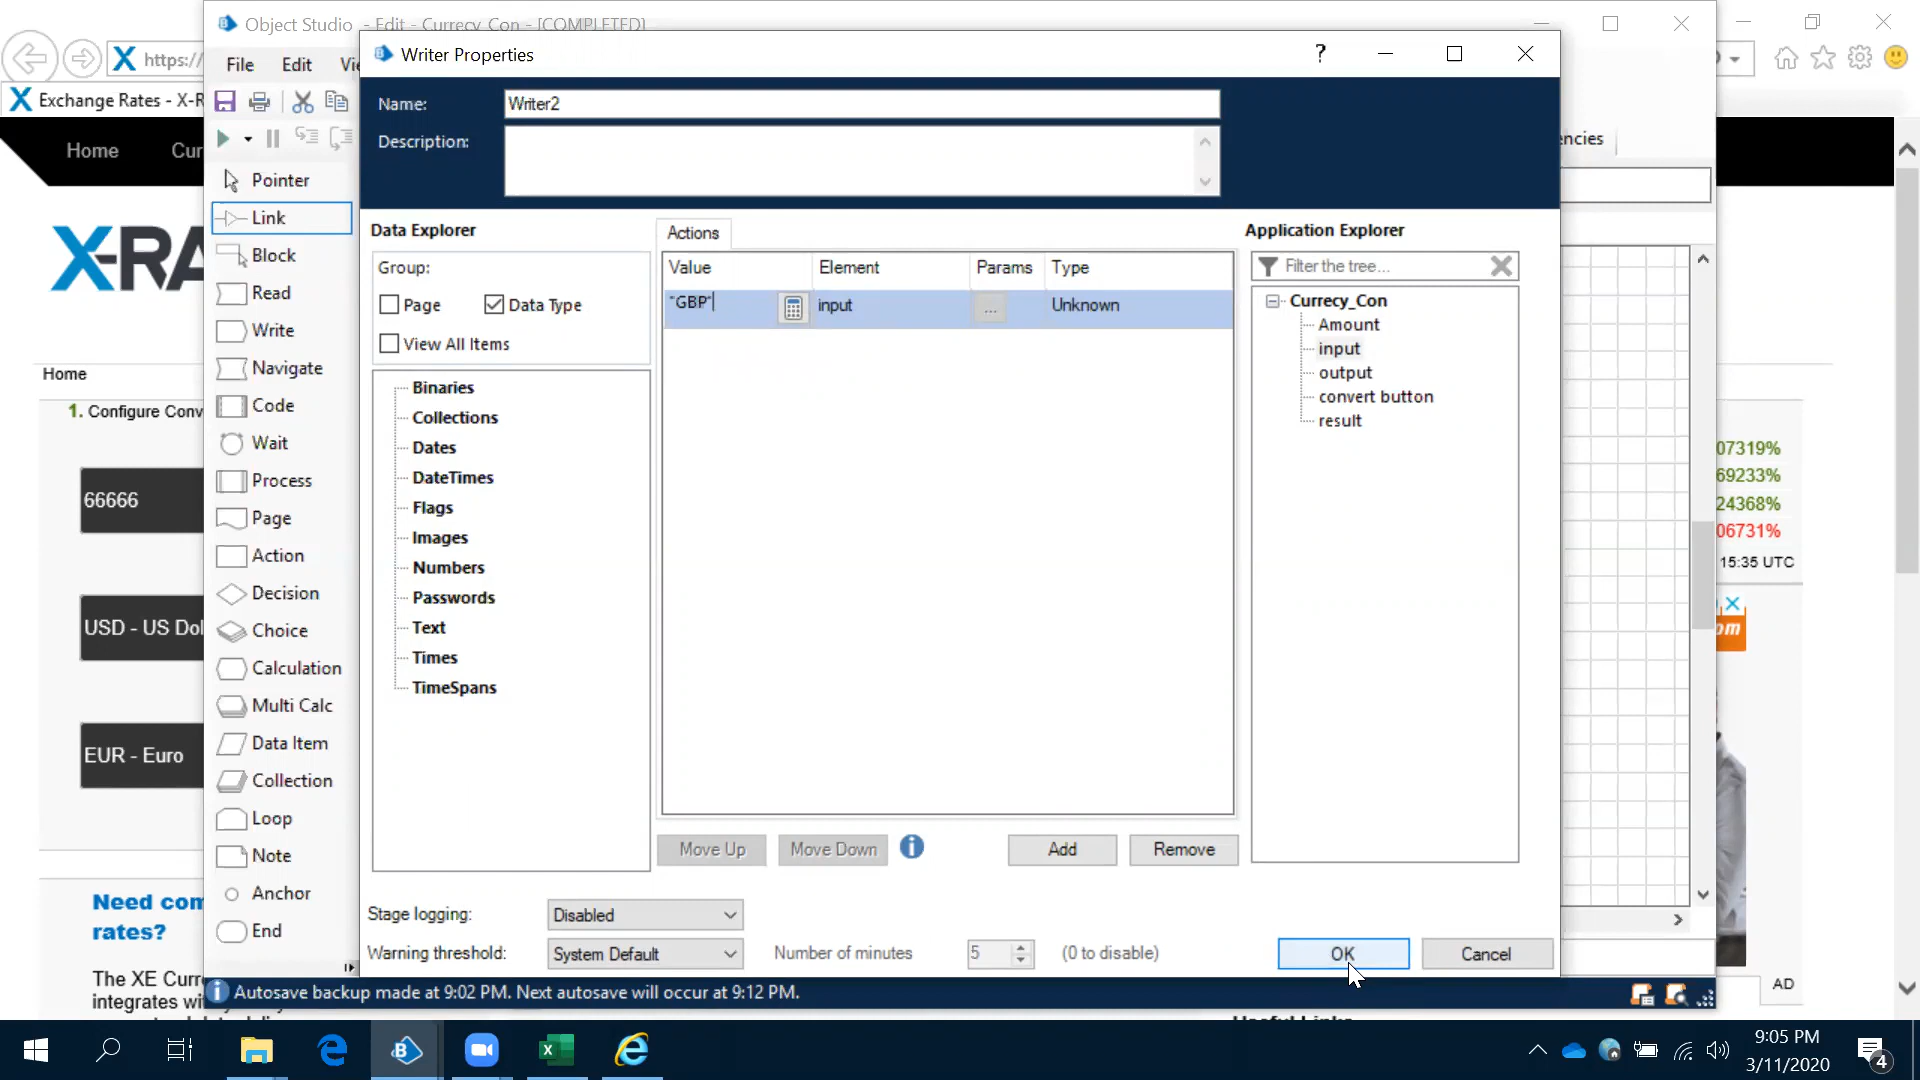 Object Studio - Edit - Currecy_Con - [COMPLETED]
Writer Properties
?
https://
File Edit
Exchange Rates - X-R
Name: Writer2
Description:
Home Cur
encies
Pointer
Link
Block
Read
Write
Navigate
Code
Wait
Process
Page
Action
Decision
Choice
Calculation
Multi Calc
Data Item
Collection
Loop
Note
Anchor
End
X-RA
Home
1. Configure Conv
66666
USD - US Dol
EUR - Euro
Need com
rates?
The XE Curre
integrates wi
Data Explorer
Group:
Page Data Type
View All Items
Binaries
Collections
Dates
DateTimes
Flags
Images
Numbers
Passwords
Text
Times
TimeSpans
Actions
Value Element Params Type
"GBP" input ... Unknown
Move Up Move Down Add Remove
Application Explorer
Filter the tree...
Currecy_Con
Amount
input
output
convert button
result
Stage logging: Disabled
Warning threshold: System Default Number of minutes 5 (0 to disable)
OK Cancel
07319%
69233%
24368%
06731%
15:35 UTC
om
AD
Autosave backup made at 9:02 PM. Next autosave will occur at 9:12 PM.
9:05 PM
3/11/2020
4